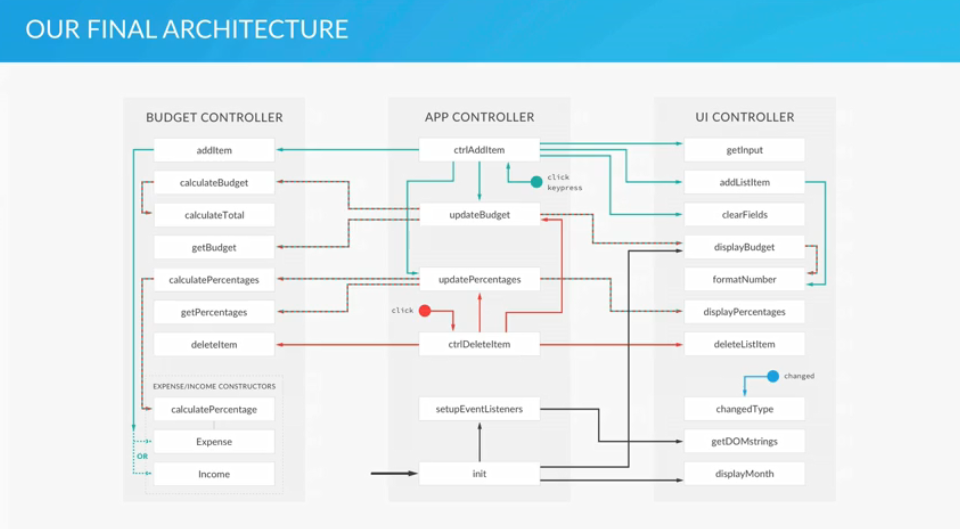 OUR FINAL ARCHITECTURE
BUDGET CONTROLLER
addItem
calculateBudget
calculateTotal
getBudget
calculatePercentages
getPercentages
deleteItem
EXPENSE/INCOME CONSTRUCTORS
calculatePercentage
Expense
OR
Income
APP CONTROLLER
ctrlAddItem
click
keypress
updateBudget
updatePercentages
click
ctrlDeleteItem
setupEventListeners
init
UI CONTROLLER
getInput
addListItem
clearFields
displayBudget
formatNumber
displayPercentages
deleteListItem
changed
changedType
getDOMstrings
displayMonth